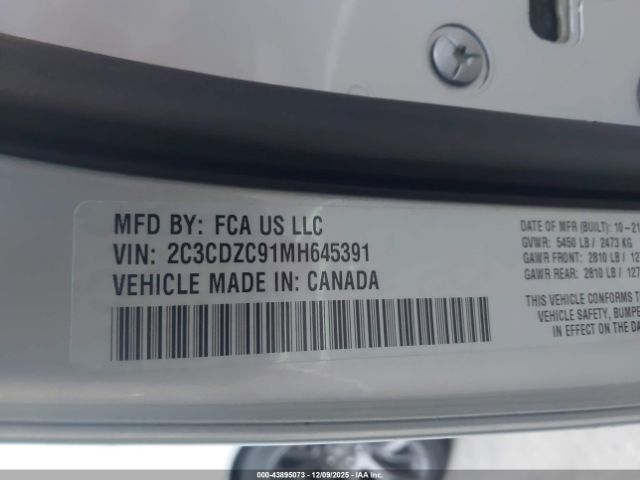 MFD BY: FCA US LLC
VIN: 2C3CDZC91MH645391
VEHICLE MADE IN: CANADA
DATE OF MFR (BUILT): 10-21
GVWR: 5450 LB / 2473 KG
GAWR FRONT: 2810 LB / 12
GAWR REAR: 2810 LB / 127
THIS VEHICLE CONFORMS T
VEHICLE SAFETY, BUMPE
IN EFFECT ON THE DA
000-43895073 - 12/09/2025 - IAA, Inc.